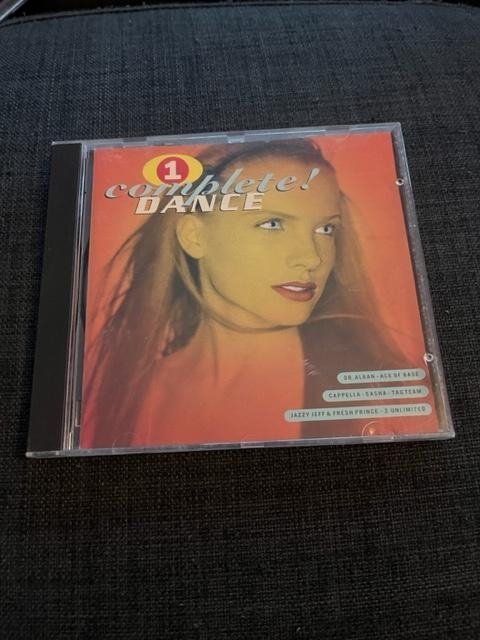 1
complete!
DANCE
DR. ALBAN - ACE OF BASE
CAPPELLA - SASHA - TAGTEAM
JAZZY JEFF & FRESH PRINCE - 2 UNLIMITED